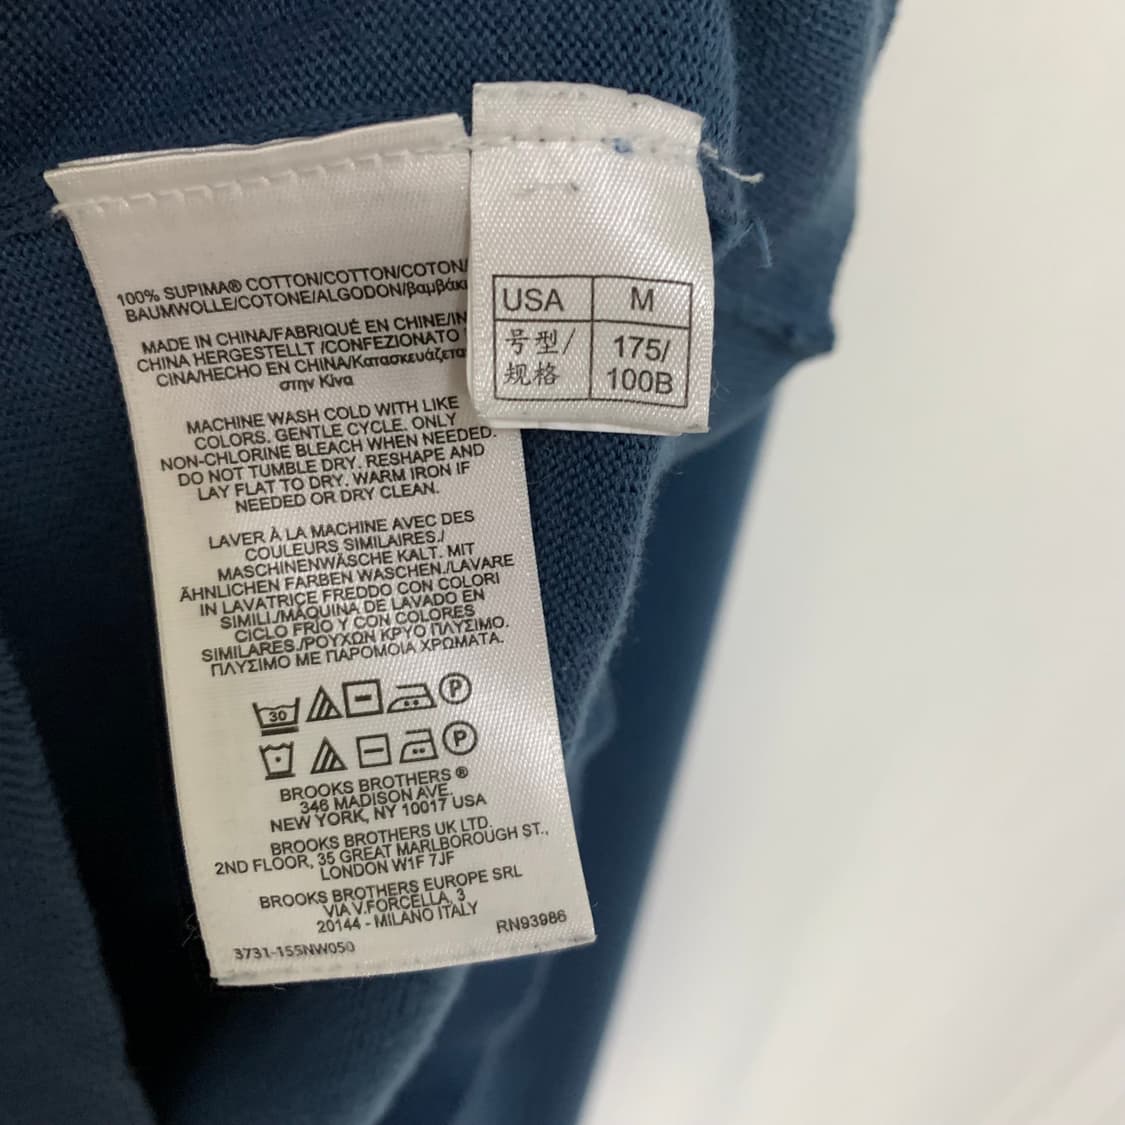 100% SUPIMA® COTTON/COTTON/COTON/
BAUMWOLLE/COTONE/ALGODON/βαμβάκι
MADE IN CHINA/FABRIQUÉ EN CHINE/IN
CHINA HERGESTELLT /CONFEZIONATO
CINA/HECHO EN CHINA/Κατασκευάζεται
στην Κίνα
MACHINE WASH COLD WITH LIKE
COLORS. GENTLE CYCLE. ONLY
NON-CHLORINE BLEACH WHEN NEEDED.
DO NOT TUMBLE DRY. RESHAPE AND
LAY FLAT TO DRY. WARM IRON IF
NEEDED OR DRY CLEAN.
LAVER À LA MACHINE AVEC DES
COULEURS SIMILAIRES./
MASCHINENWÄSCHE KALT. MIT
ÄHNLICHEN FARBEN WASCHEN./LAVARE
IN LAVATRICE FREDDO CON COLORI
SIMILI./MÁQUINA DE LAVADO EN
CICLO FRÍO Y CON COLORES
SIMILARES./ΡΟΥΧΩΝ ΚΡΥΟ ΠΛΥΣΙΜΟ.
ΠΛΥΣΙΜΟ ΜΕ ΠΑΡΟΜΟΙΑ ΧΡΩΜΑΤΑ.
30 P
P
BROOKS BROTHERS ®
346 MADISON AVE.
NEW YORK, NY 10017 USA
BROOKS BROTHERS UK LTD.
2ND FLOOR, 35 GREAT MARLBOROUGH ST.,
LONDON W1F 7JF
BROOKS BROTHERS EUROPE SRL
VIA V.FORCELLA, 3
20144 - MILANO ITALY
RN93986
3731-155NW050
USA M
号型/ 175/
规格 100B